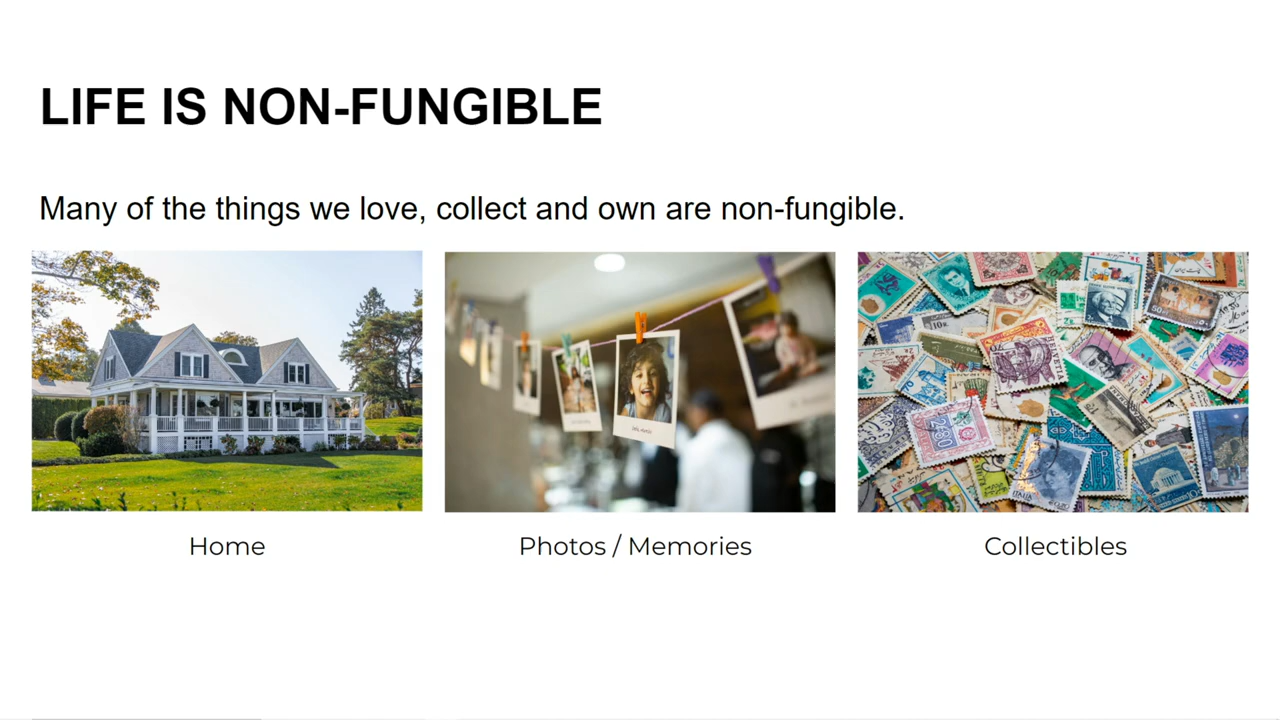 LIFE IS NON-FUNGIBLE
Many of the things we love, collect and own are non-fungible.
Home
Photos / Memories
Collectibles